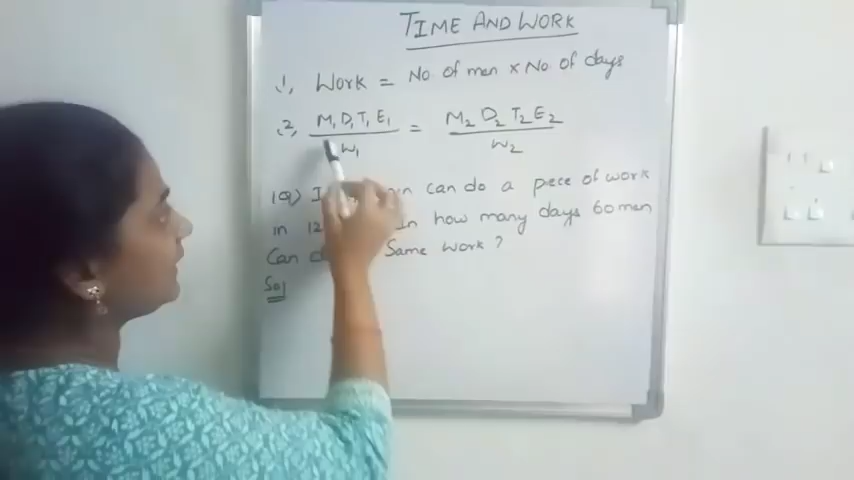 TIME AND WORK
1, Work = No of men × No of days
2, M₁D₁T₁E₁ / W₁ = M₂D₂T₂E₂ / W₂
1Q) can do a piece of work
in 12 In how many days 60 men
Can Same work ?
Sol